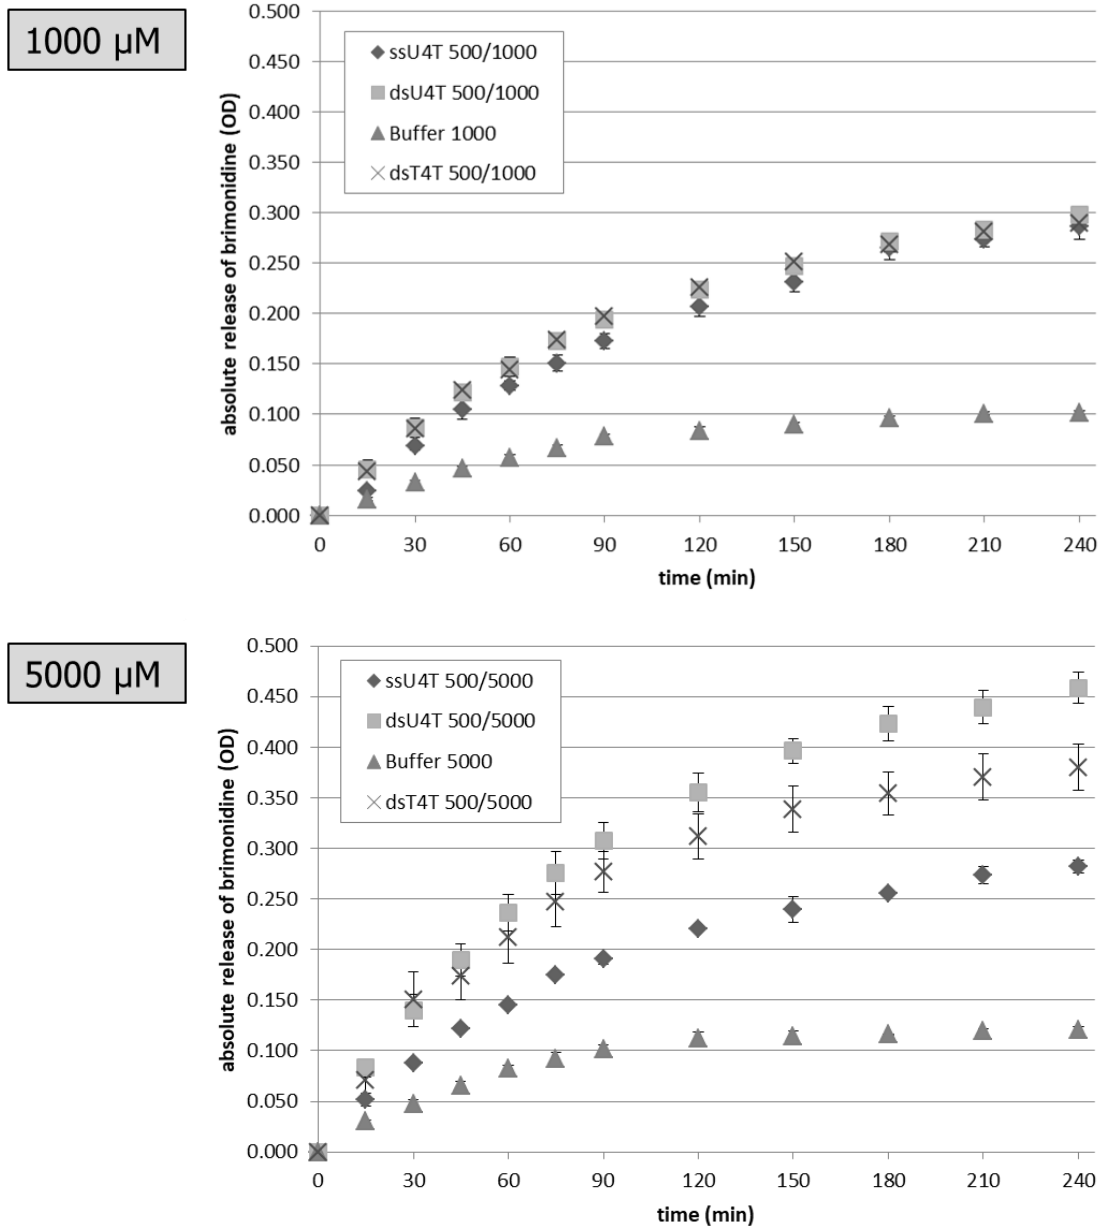 1000 µM
absolute release of brimonidine (OD)
0.500
0.450
0.400
0.350
0.300
0.250
0.200
0.150
0.100
0.050
0.000
ssU4T 500/1000
dsU4T 500/1000
Buffer 1000
dsT4T 500/1000
0 30 60 90 120 150 180 210 240
time (min)
5000 µM
absolute release of brimonidine (OD)
0.500
0.450
0.400
0.350
0.300
0.250
0.200
0.150
0.100
0.050
0.000
ssU4T 500/5000
dsU4T 500/5000
Buffer 5000
dsT4T 500/5000
0 30 60 90 120 150 180 210 240
time (min)